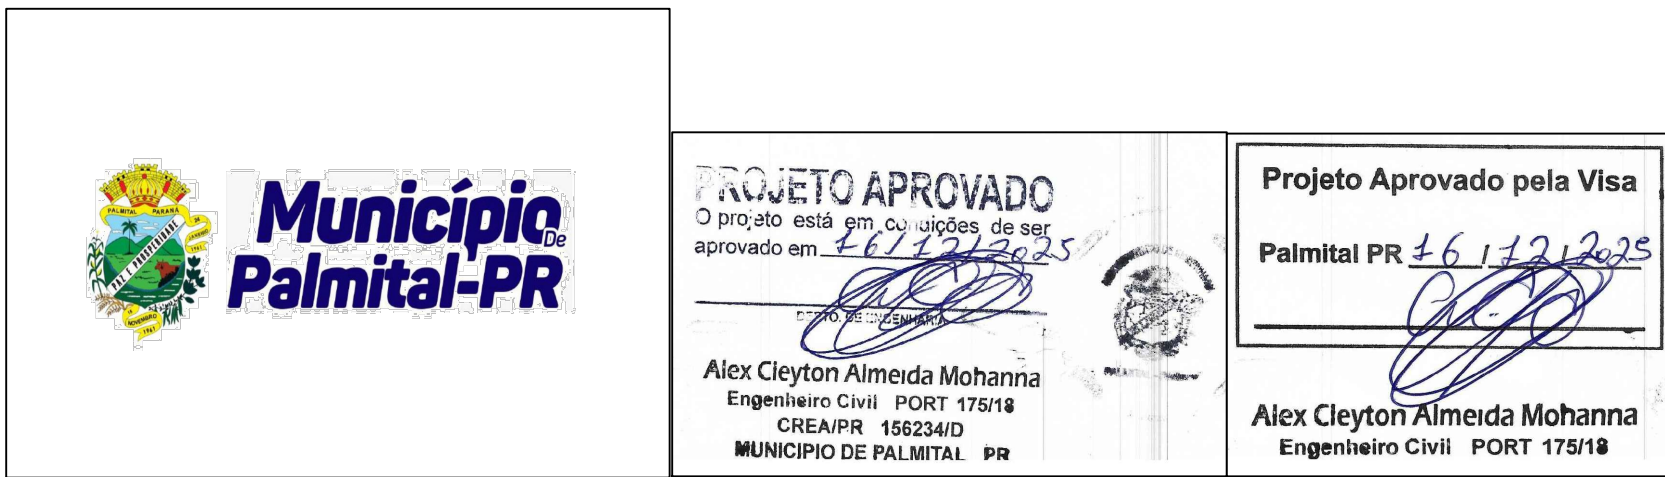 PALMITAL PARANÁ
PAZ E PROSPERIDADE
NOVEMBRO
1961
Município
De
Palmital-PR
PROJETO APROVADO
O projeto está em condições de ser
aprovado em 16/12/2025
DEPTO. DE ENGENHARIA
Alex Cleyton Almeida Mohanna
Engenheiro Civil PORT 175/18
CREA/PR 156234/D
MUNICIPIO DE PALMITAL PR
Projeto Aprovado pela Visa
Palmital PR 16 / 12 / 2025
Alex Cleyton Almeida Mohanna
Engenheiro Civil PORT 175/18